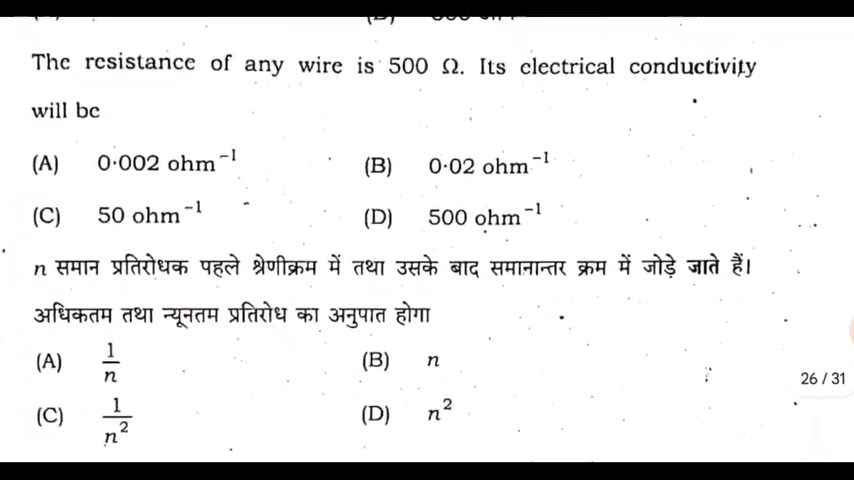 The resistance of any wire is 500 Ω. Its electrical conductivity
will be
(A) 0·002 ohm⁻¹ (B) 0·02 ohm⁻¹
(C) 50 ohm⁻¹ (D) 500 ohm⁻¹
n समान प्रतिरोधक पहले श्रेणीक्रम में तथा उसके बाद समानान्तर क्रम में जोड़े जाते हैं।
अधिकतम तथा न्यूनतम प्रतिरोध का अनुपात होगा
(A) 1/n (B) n
26 / 31
(C) 1/n² (D) n²